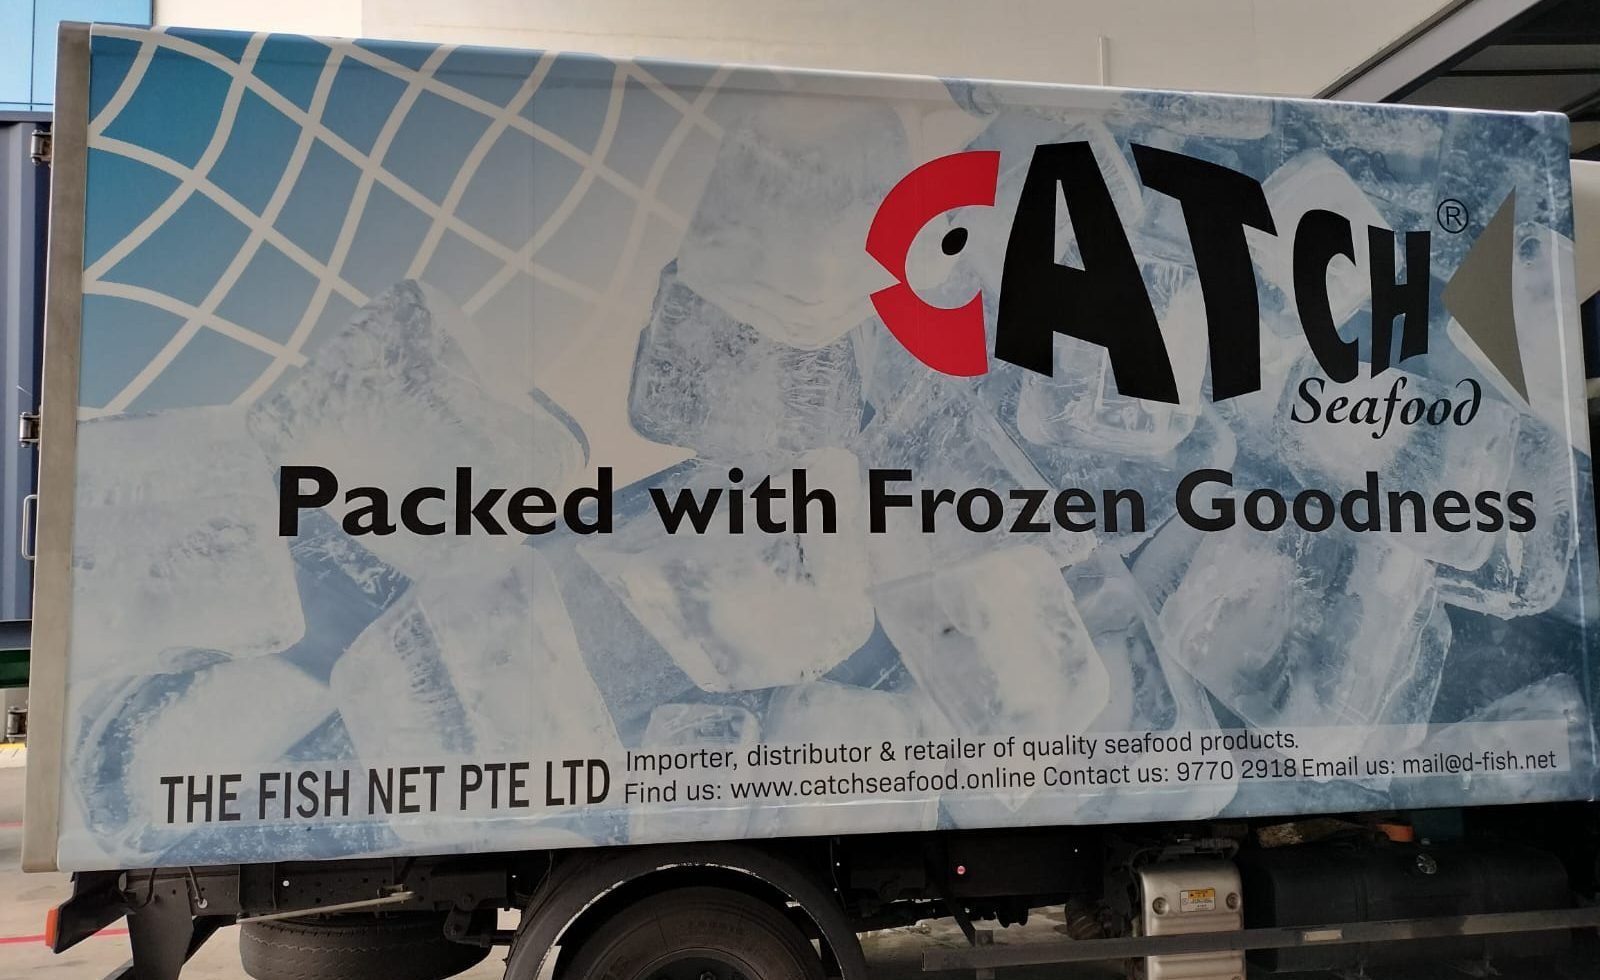 CATCH®
Seafood
Packed with Frozen Goodness
THE FISH NET PTE LTD
Importer, distributor & retailer of quality seafood products.
Find us: www.catchseafood.online Contact us: 9770 2918 Email us: mail@d-fish.net